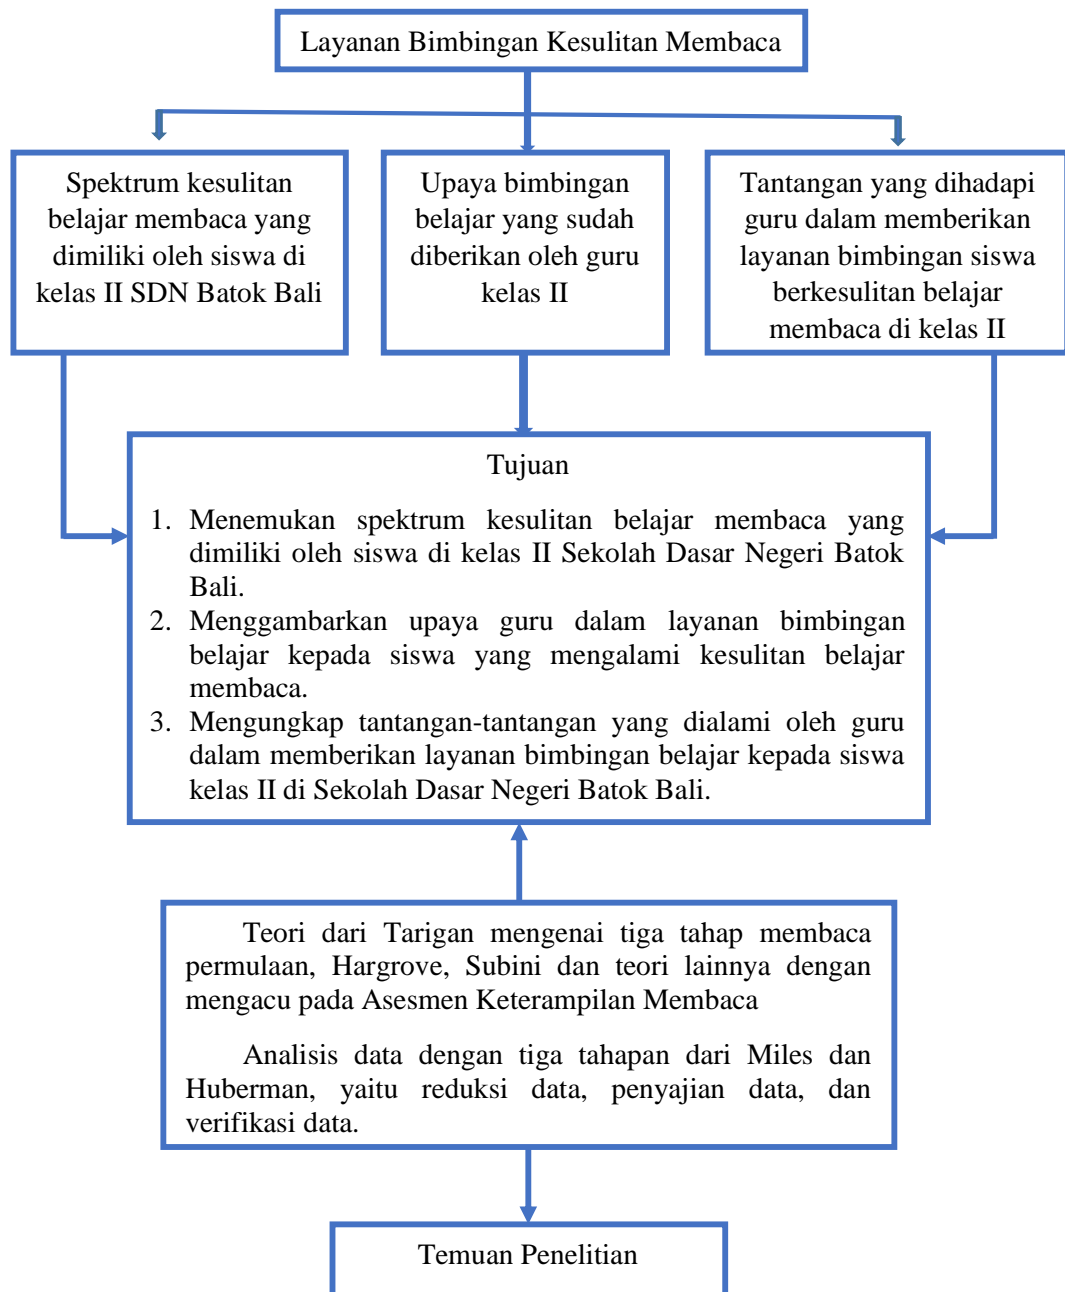 Layanan Bimbingan Kesulitan Membaca
Spektrum kesulitan
belajar membaca yang
dimiliki oleh siswa di
kelas II SDN Batok Bali
Upaya bimbingan
belajar yang sudah
diberikan oleh guru
kelas II
Tantangan yang dihadapi
guru dalam memberikan
layanan bimbingan siswa
berkesulitan belajar
membaca di kelas II
Tujuan
1. Menemukan spektrum kesulitan belajar membaca yang
dimiliki oleh siswa di kelas II Sekolah Dasar Negeri Batok
Bali.
2. Menggambarkan upaya guru dalam layanan bimbingan
belajar kepada siswa yang mengalami kesulitan belajar
membaca.
3. Mengungkap tantangan-tantangan yang dialami oleh guru
dalam memberikan layanan bimbingan belajar kepada siswa
kelas II di Sekolah Dasar Negeri Batok Bali.
Teori dari Tarigan mengenai tiga tahap membaca
permulaan, Hargrove, Subini dan teori lainnya dengan
mengacu pada Asesmen Keterampilan Membaca
Analisis data dengan tiga tahapan dari Miles dan
Huberman, yaitu reduksi data, penyajian data, dan
verifikasi data.
Temuan Penelitian